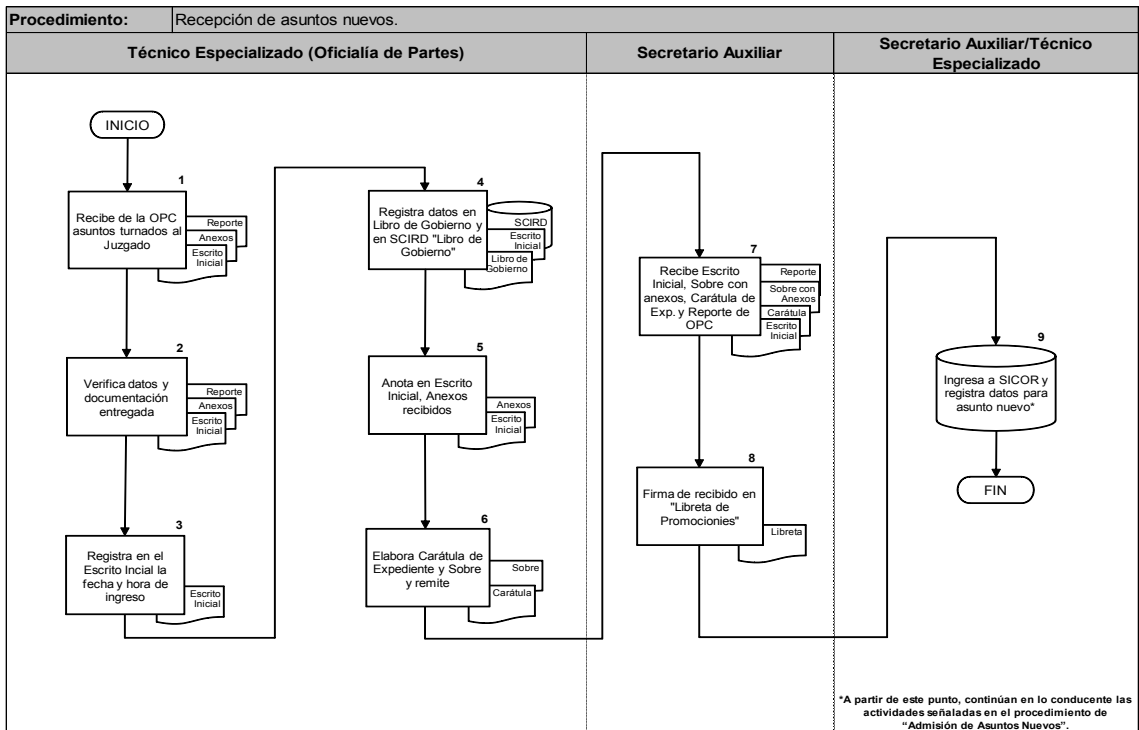 Procedimiento:
Recepción de asuntos nuevos.
Técnico Especializado (Oficialía de Partes)
Secretario Auxiliar
Secretario Auxiliar/Técnico
Especializado
INICIO
1
Recibe de la OPC
asuntos turnados al
Juzgado
Reporte
Anexos
Escrito
Inicial
2
Verifica datos y
documentación
entregada
Reporte
Anexos
Escrito
Inicial
3
Registra en el
Escrito Incial la
fecha y hora de
ingreso
Escrito
Inicial
4
Registra datos en
Libro de Gobierno y
en SCIRD "Libro de
Gobierno"
SCIRD
Escrito
Inicial
Libro de
Gobierno
5
Anota en Escrito
Inicial, Anexos
recibidos
Anexos
Escrito
Inicial
6
Elabora Carátula de
Expediente y Sobre
y remite
Sobre
Carátula
7
Recibe Escrito
Inicial, Sobre con
anexos, Carátula de
Exp. y Reporte de
OPC
Reporte
Sobre con
Anexos
Carátula
Escrito
Inicial
8
Firma de recibido en
"Libreta de
Promocionies"
Libreta
9
Ingresa a SICOR y
registra datos para
asunto nuevo*
FIN
*A partir de este punto, continúan en lo conducente las
actividades señaladas en el procedimiento de
“Admisión de Asuntos Nuevos”.